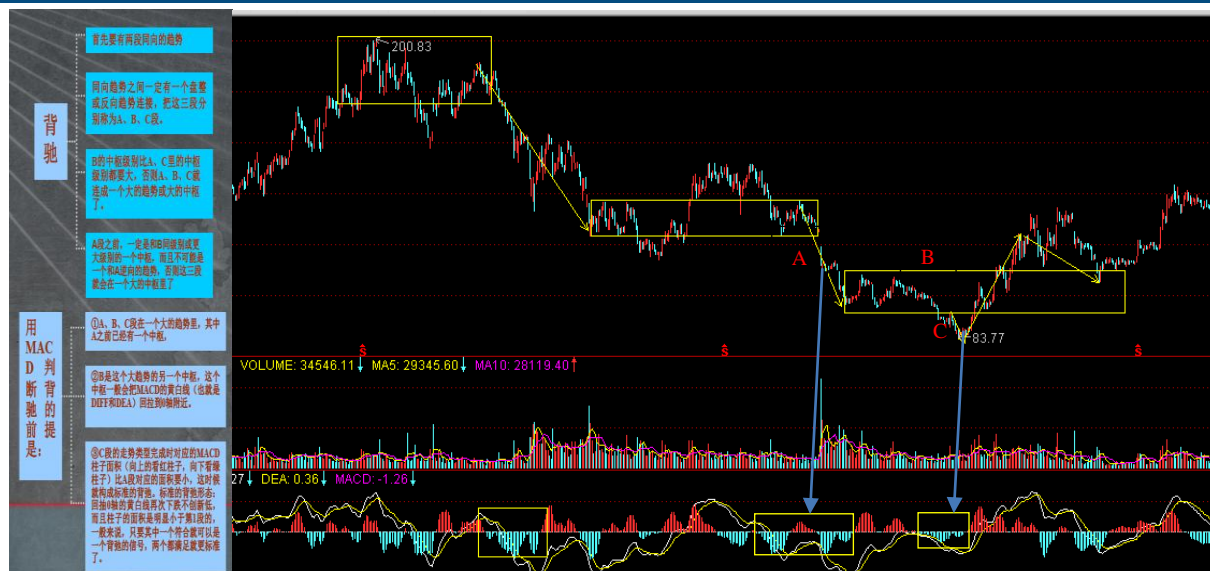 背
驰
首先要有两段同向的趋势
同向趋势之间一定有一个盘整
或反向趋势连接，把这三段分
别称为A、B、C段。
B的中枢级别比A、C里的中枢
级别都要大，否则A、B、C就
连成一个大的趋势或大的中枢
了。
A段之前，一定是和B同级别或更
大级别的一个中枢，而且不可能是
一个和A逆向的趋势，否则这三段
就会在一个大的中枢里了
用
MAC
D 判
断 背
驰 的
前 提
是：
①A、B、C段在一个大的趋势里，其中
A之前已经有一个中枢，
②B是这个大趋势的另一个中枢，这个
中枢一般会把MACD的黄白线（也就是
DIFF和DEA）回拉到0轴附近。
③C段的走势类型完成时对应的MACD
柱子面积（向上的看红柱子，向下看绿
柱子）比A段对应的面积要小，这时候
就构成标准的背驰。标准的背驰形态：
回抽0轴的黄白线再次下跌不创新低，
而且柱子的面积是明显小于第1段的，
一般来说，只要其中一个符合就可以是
一个背驰的信号，两个都满足就更标准
了。
200.83
A
B
C
83.77
S
S
S
VOLUME: 34546.11↓ MA5: 29345.60↓ MA10: 28119.40↑
27↓ DEA: 0.36↓ MACD: -1.26↓